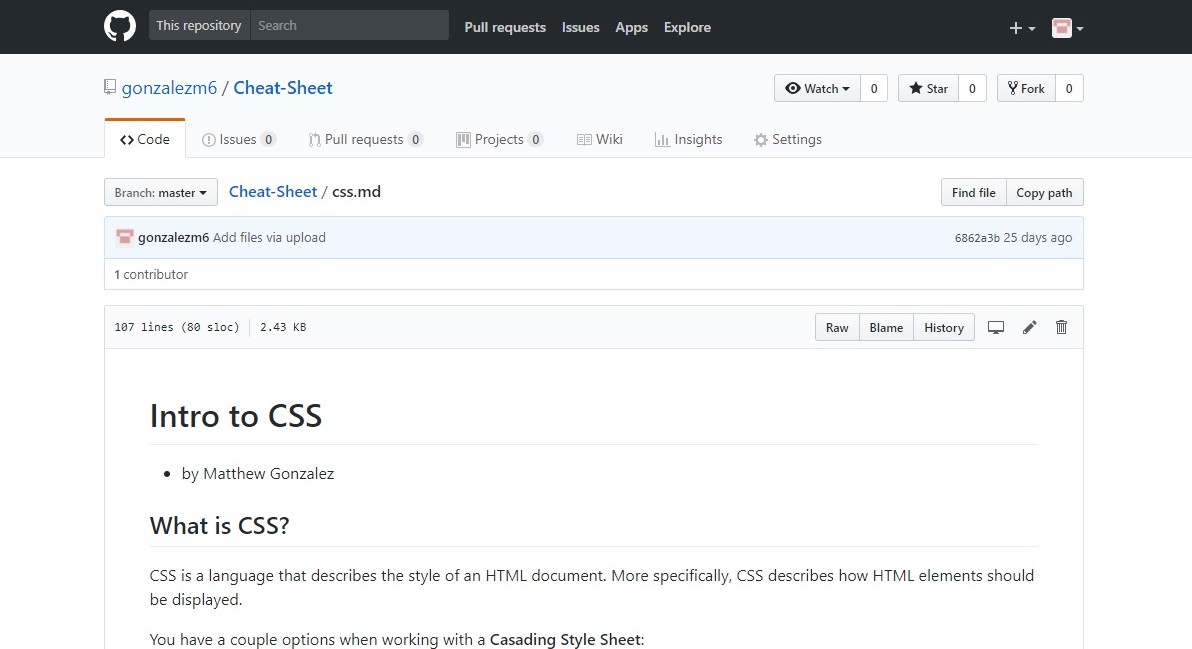 This repository Search Pull requests Issues Apps Explore
gonzalezm6 / Cheat-Sheet Watch 0 Star 0 Fork 0
Code Issues 0 Pull requests 0 Projects 0 Wiki Insights Settings
Branch: master Cheat-Sheet / css.md Find file Copy path
gonzalezm6 Add files via upload 6862a3b 25 days ago
1 contributor
107 lines (80 sloc) 2.43 KB Raw Blame History
Intro to CSS
• by Matthew Gonzalez
What is CSS?
CSS is a language that describes the style of an HTML document. More specifically, CSS describes how HTML elements should
be displayed.
You have a couple options when working with a Casading Style Sheet: